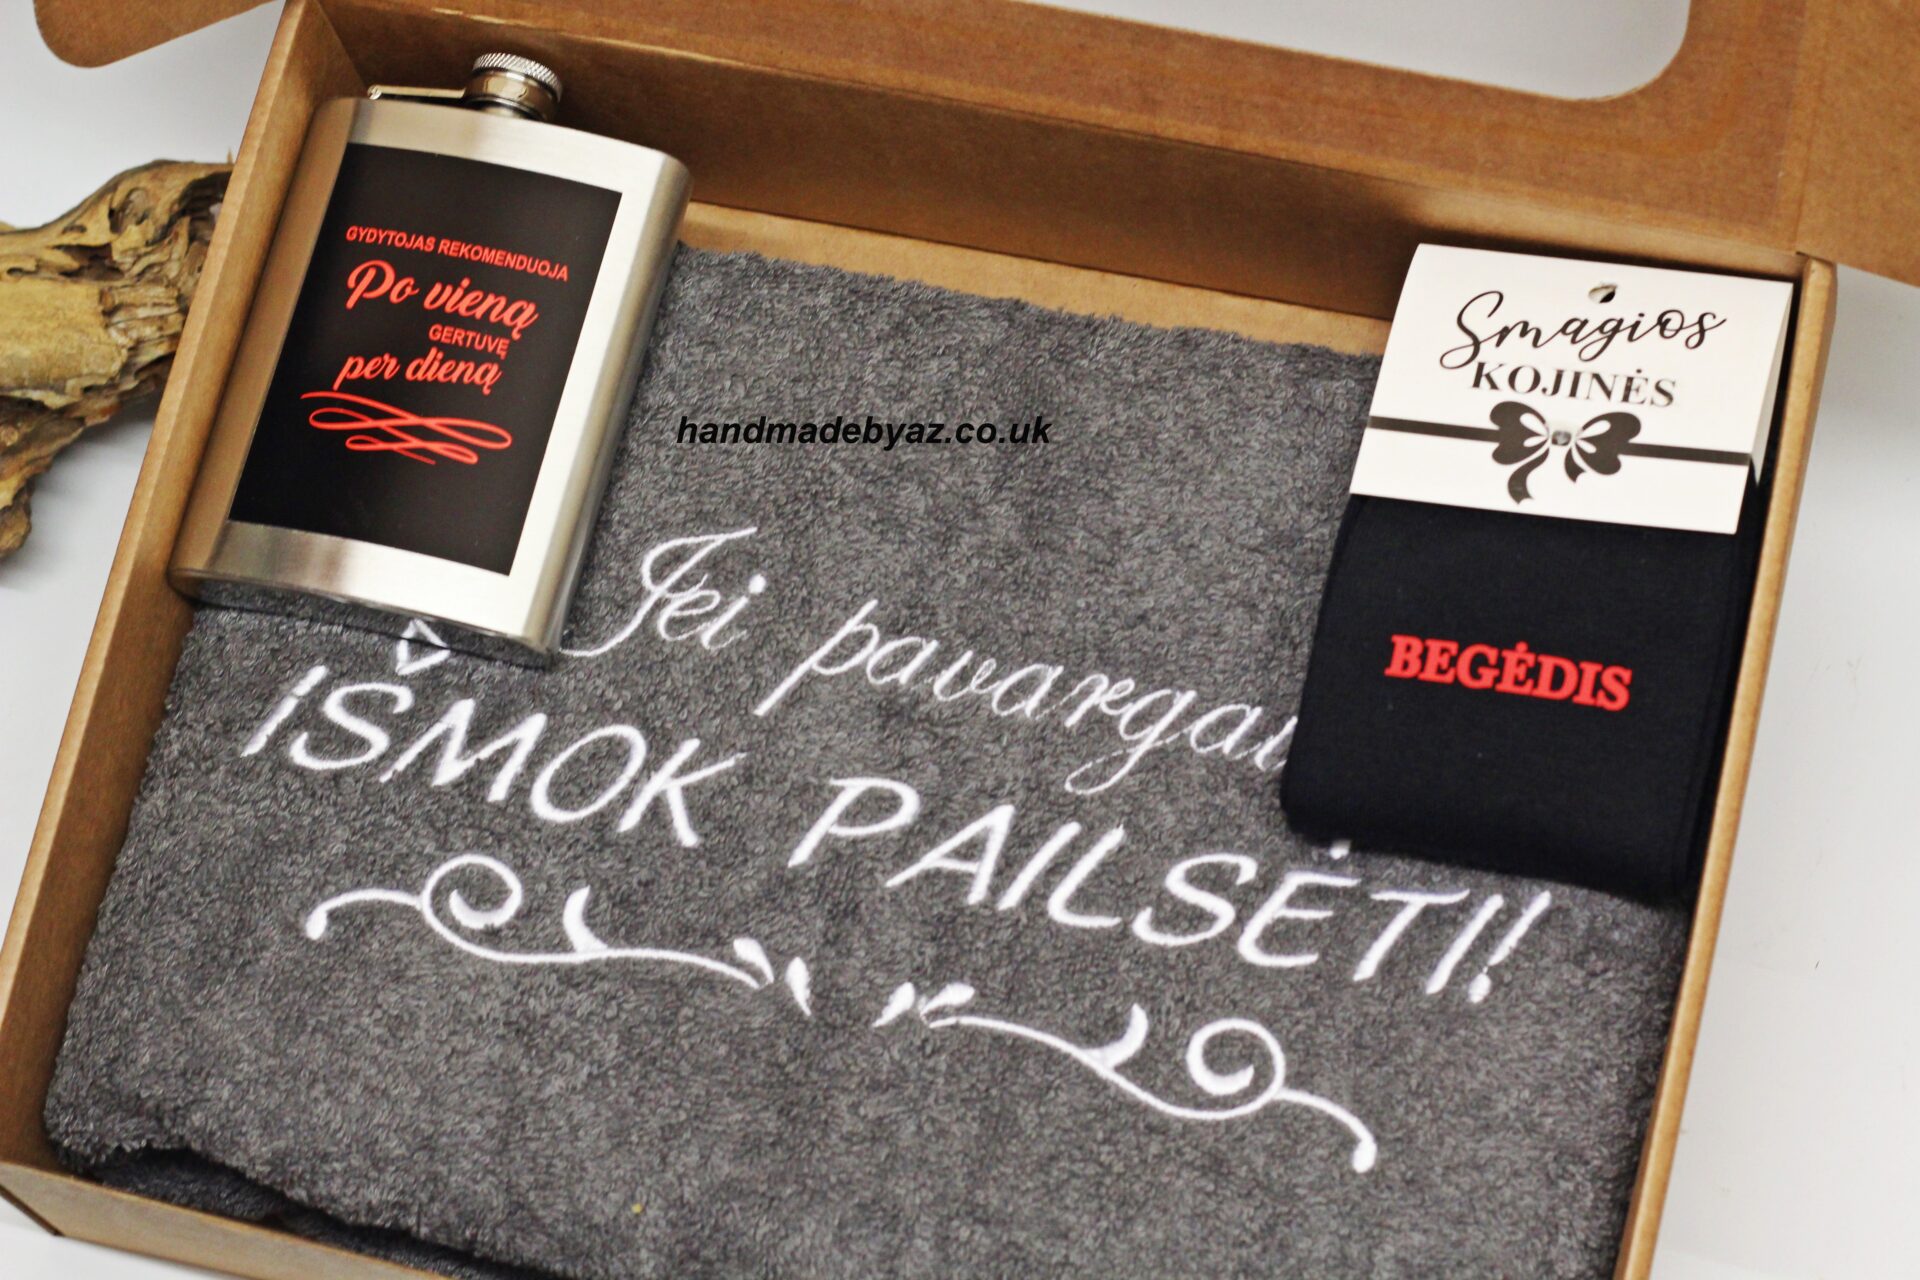 GYDYTOJAS REKOMENDUOJA
Po vieną
GERTUVĘ
per dieną
handmadebyaz.co.uk
Smagios
KOJINĖS
BEGĖDIS
Jei pavargai
IŠMOK PAILSĖTI!